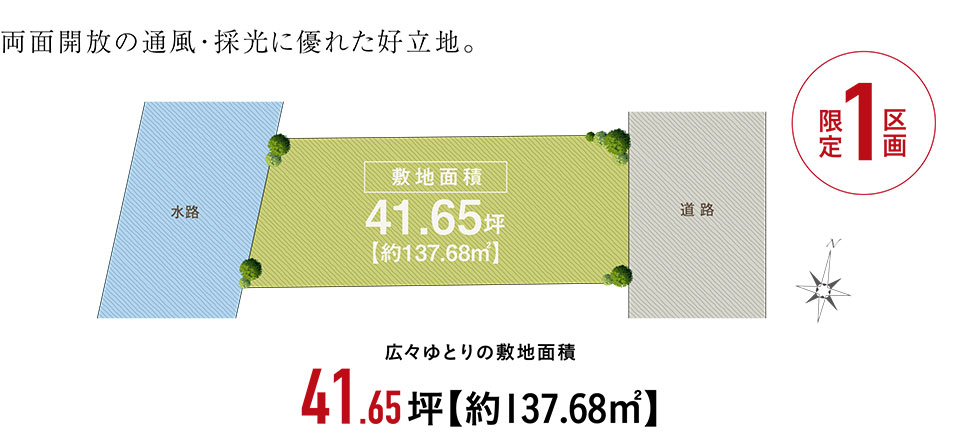 両面開放の通風・採光に優れた好立地。
限定1区画
敷地面積
41.65坪
【約137.68㎡】
水路
道路
N
広々ゆとりの敷地面積
41.65坪【約137.68㎡】